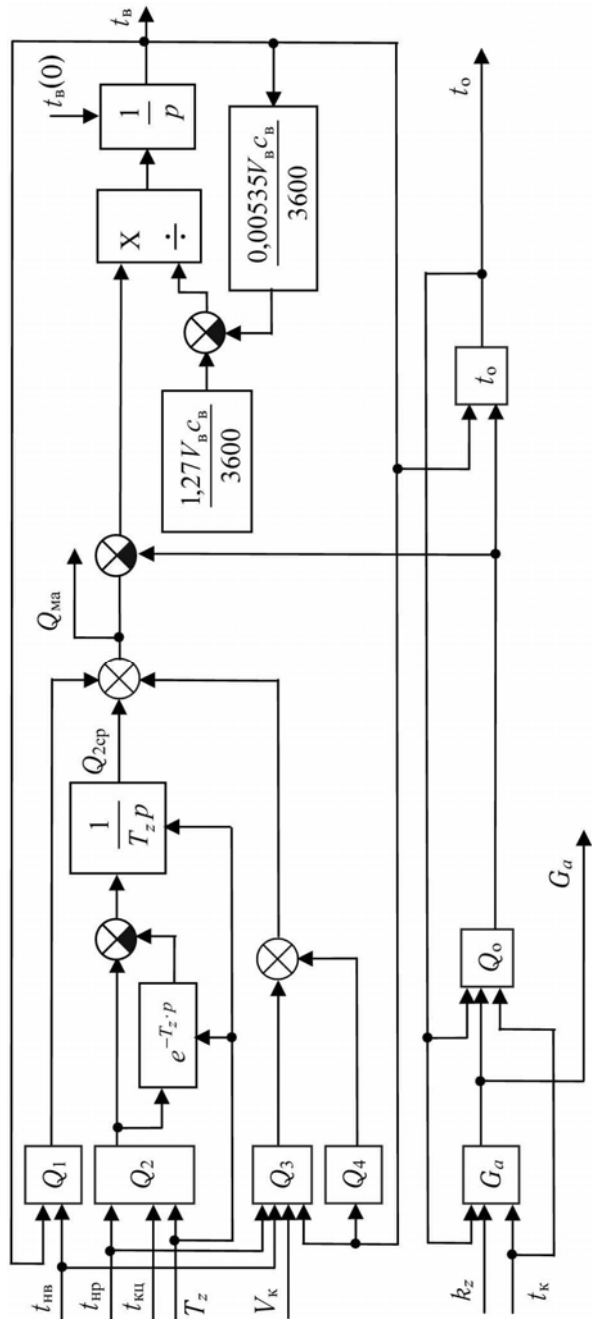 t_нв
t_нр
t_кц
T_z
V_к
Q_1
Q_2
Q_3
Q_4
e^{-T_z·p}
1
T_z p
Q_2ср
Q_ма
1,27V_в c_в
3600
X
÷
0,00535V_в c_в
3600
1
p
t_в(0)
t_в
k_z
t_к
G_a
Q_о
G_a
t_о
t_о